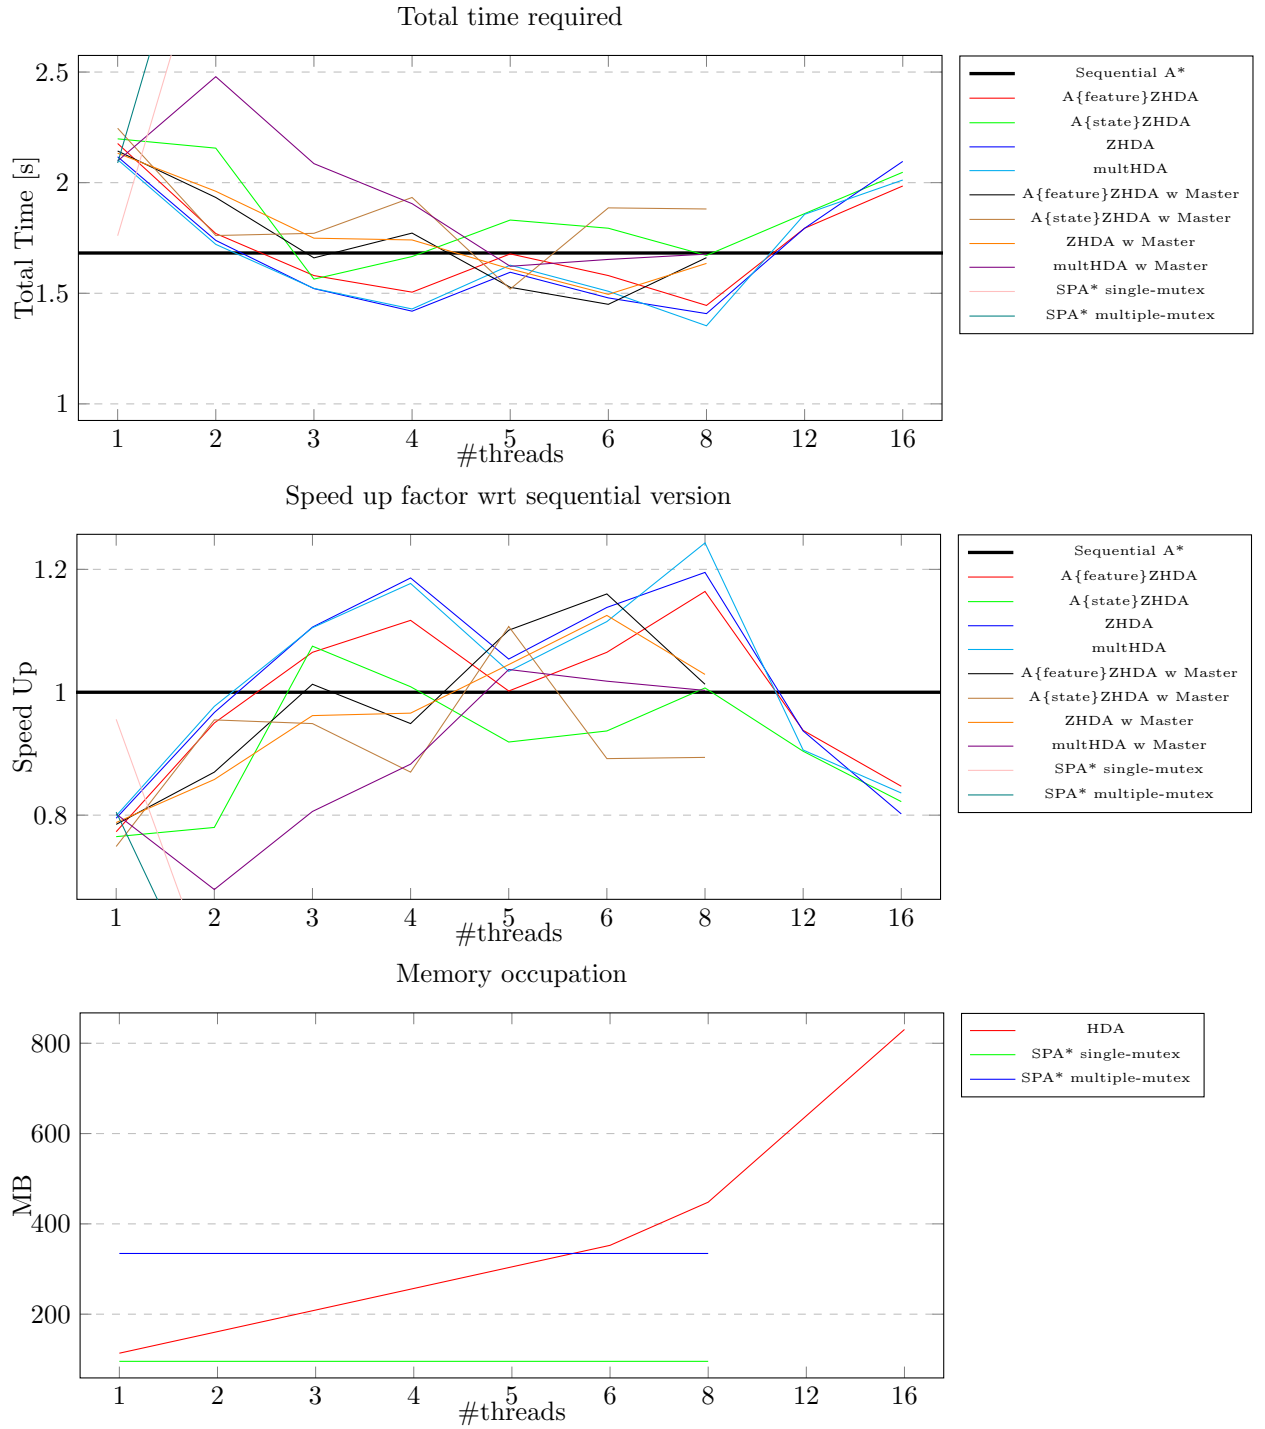 Total time required
Total Time [s]
2.5
2
1.5
1
1 2 3 4 5 6 8 12 16
#threads
Sequential A*
A{feature}ZHDA
A{state}ZHDA
ZHDA
multHDA
A{feature}ZHDA w Master
A{state}ZHDA w Master
ZHDA w Master
multHDA w Master
SPA* single-mutex
SPA* multiple-mutex
Speed up factor wrt sequential version
Speed Up
1.2
1
0.8
1 2 3 4 5 6 8 12 16
#threads
Sequential A*
A{feature}ZHDA
A{state}ZHDA
ZHDA
multHDA
A{feature}ZHDA w Master
A{state}ZHDA w Master
ZHDA w Master
multHDA w Master
SPA* single-mutex
SPA* multiple-mutex
Memory occupation
MB
800
600
400
200
1 2 3 4 5 6 8 12 16
#threads
HDA
SPA* single-mutex
SPA* multiple-mutex